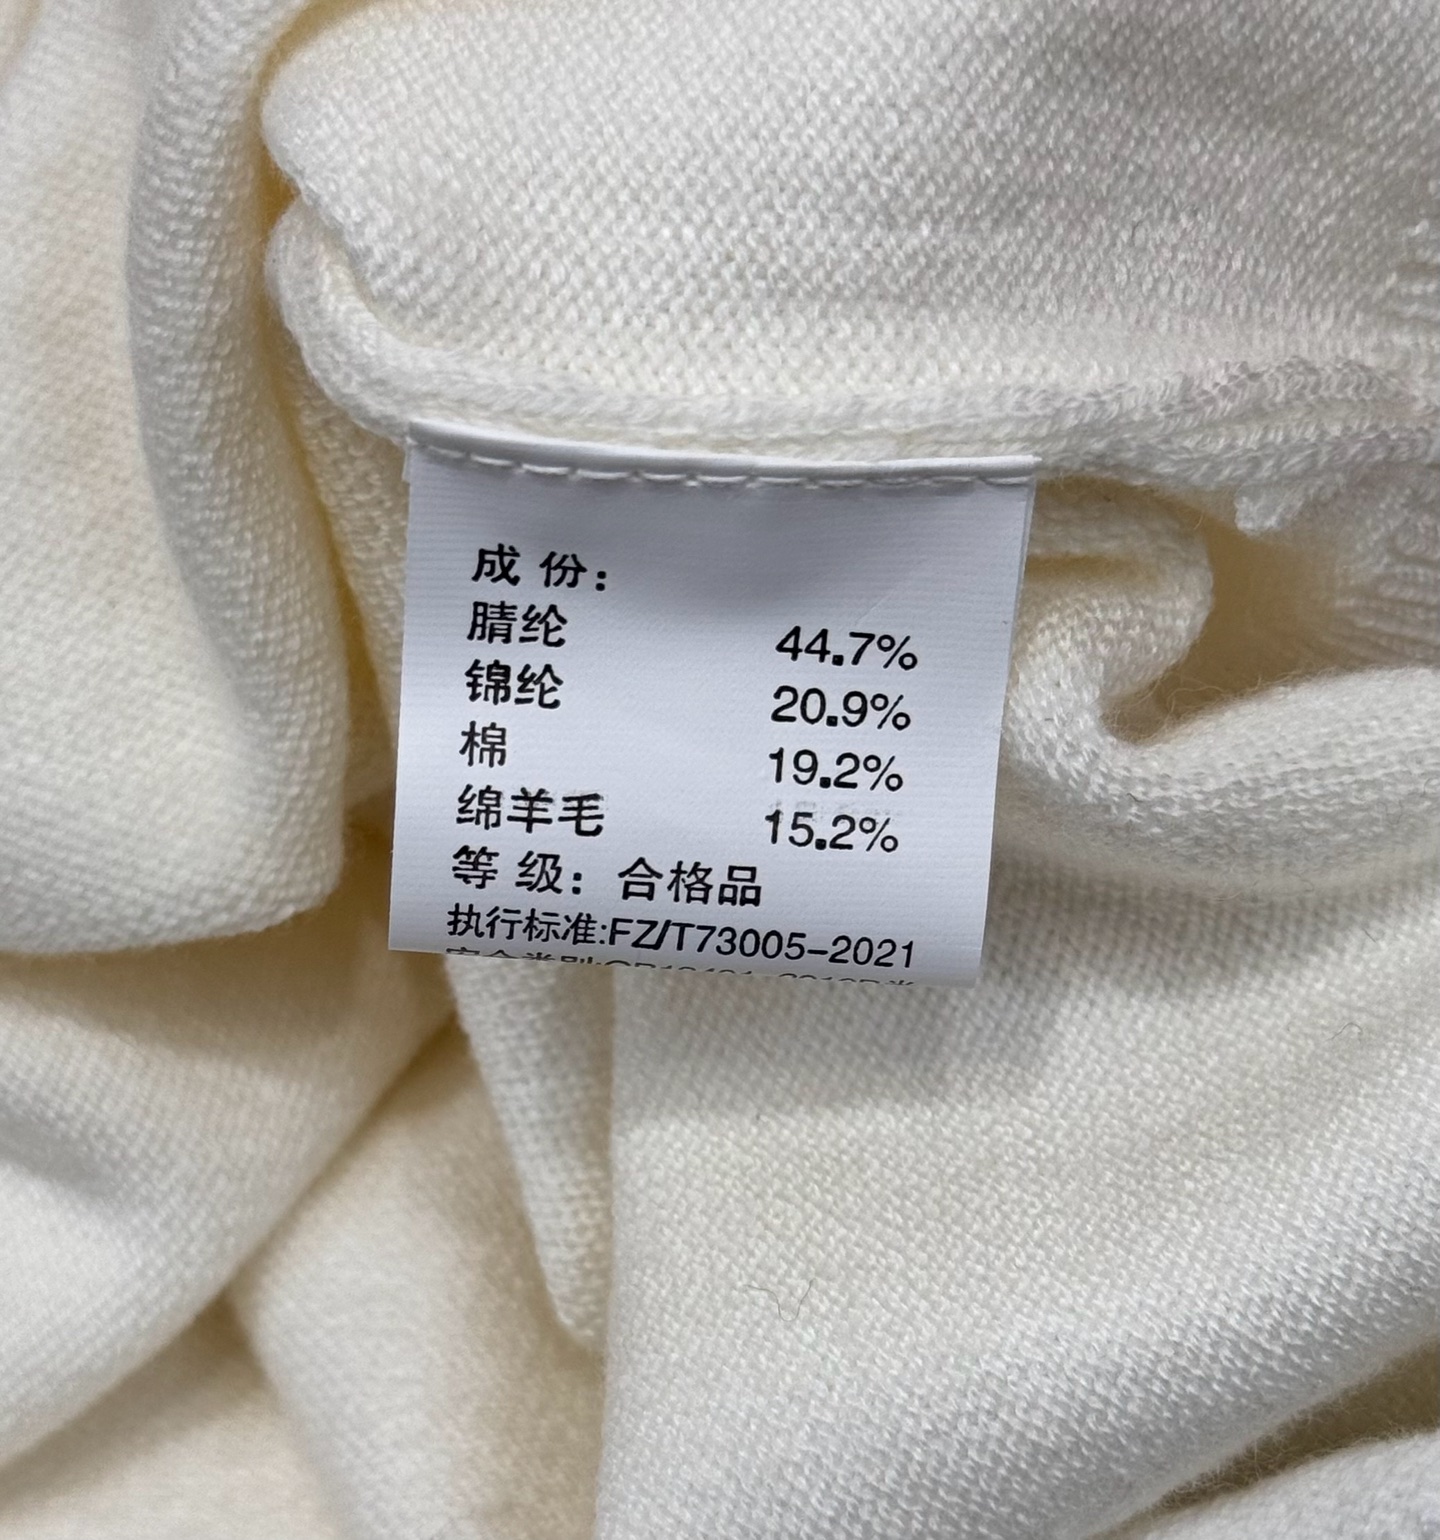 成 份：
腈纶 44.7%
锦纶 20.9%
棉 19.2%
绵羊毛 15.2%
等 级：合格品
执行标准:FZ/T73005-2021